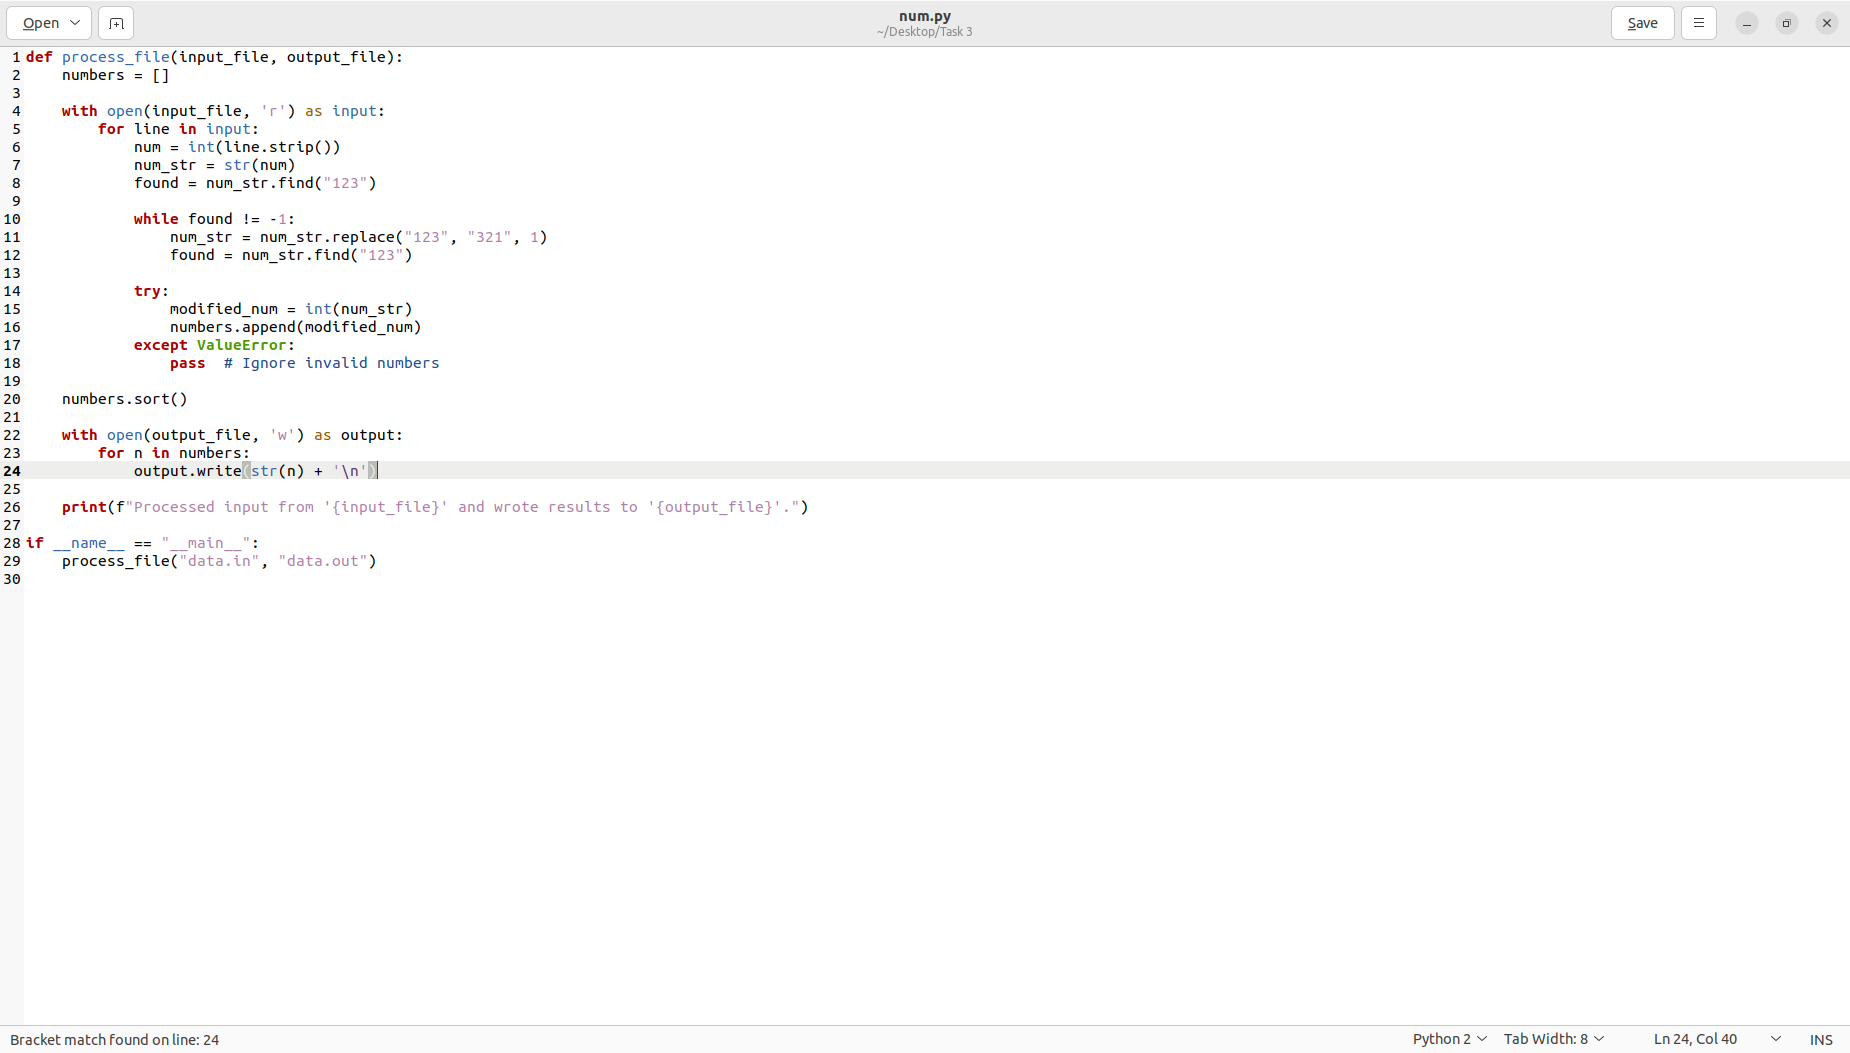 Open
num.py
~/Desktop/Task 3
Save
1 def process_file(input_file, output_file):
2     numbers = []
3
4     with open(input_file, 'r') as input:
5         for line in input:
6             num = int(line.strip())
7             num_str = str(num)
8             found = num_str.find("123")
9
10             while found != -1:
11                 num_str = num_str.replace("123", "321", 1)
12                 found = num_str.find("123")
13
14             try:
15                 modified_num = int(num_str)
16                 numbers.append(modified_num)
17             except ValueError:
18                 pass  # Ignore invalid numbers
19
20     numbers.sort()
21
22     with open(output_file, 'w') as output:
23         for n in numbers:
24             output.write(str(n) + '\n')
25
26     print(f"Processed input from '{input_file}' and wrote results to '{output_file}'.")
27
28 if __name__ == "__main__":
29     process_file("data.in", "data.out")
30
Bracket match found on line: 24
Python 2
Tab Width: 8
Ln 24, Col 40
INS